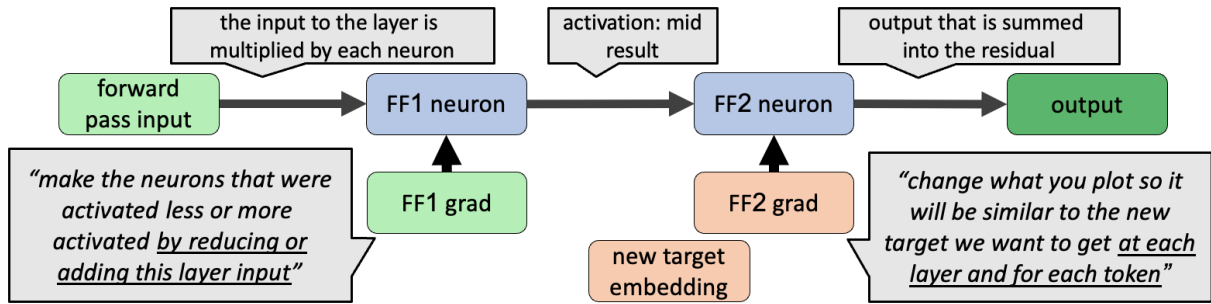 the input to the layer is
multiplied by each neuron
activation: mid
result
output that is summed
into the residual
forward
pass input
FF1 neuron
FF2 neuron
output
“make the neurons that were
activated less or more
activated by reducing or
adding this layer input”
FF1 grad
FF2 grad
new target
embedding
“change what you plot so it
will be similar to the new
target we want to get at each
layer and for each token”